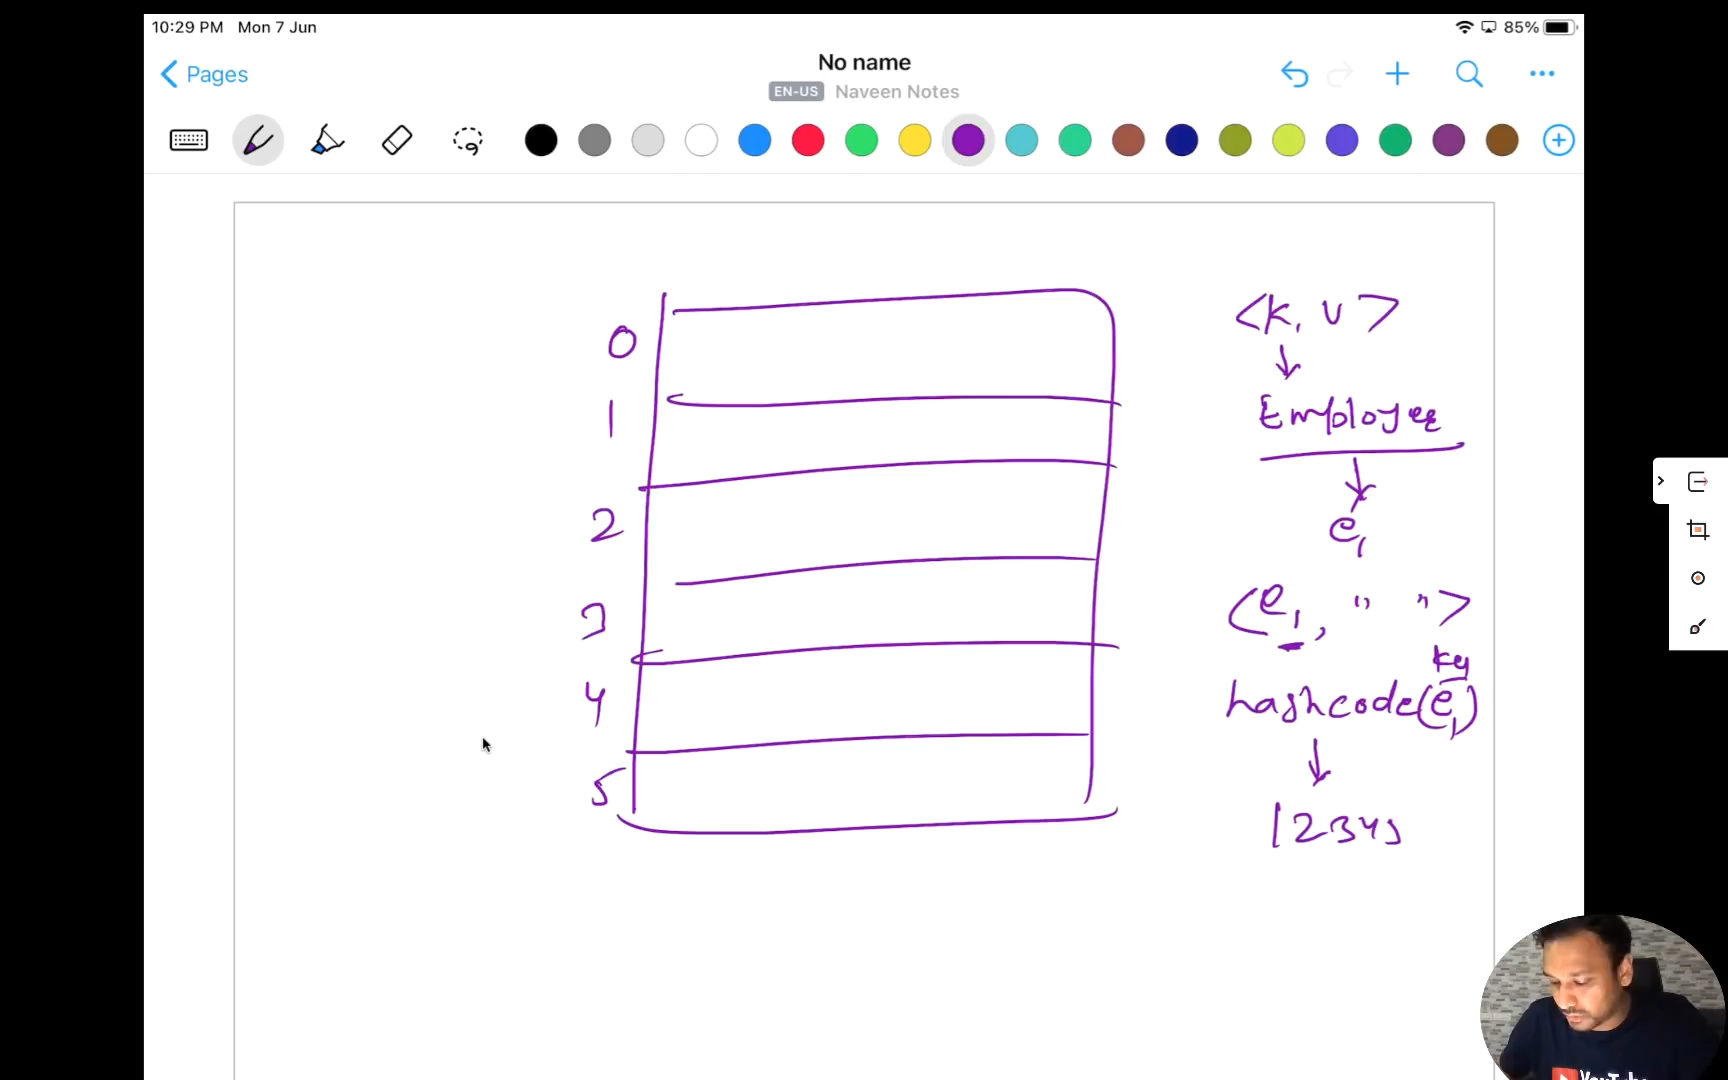 10:29 PM Mon 7 Jun
85%
Pages
No name
EN-US Naveen Notes
0
1
2
3
4
5
<K, V>
Employee
e1
<e1, " ">
key
hashcode(e1)
12345
YouTube